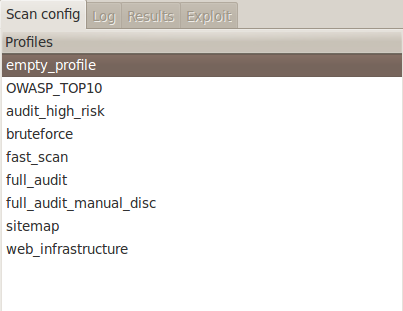 Scan config Log Results Exploit
Profiles
empty_profile
OWASP_TOP10
audit_high_risk
bruteforce
fast_scan
full_audit
full_audit_manual_disc
sitemap
web_infrastructure